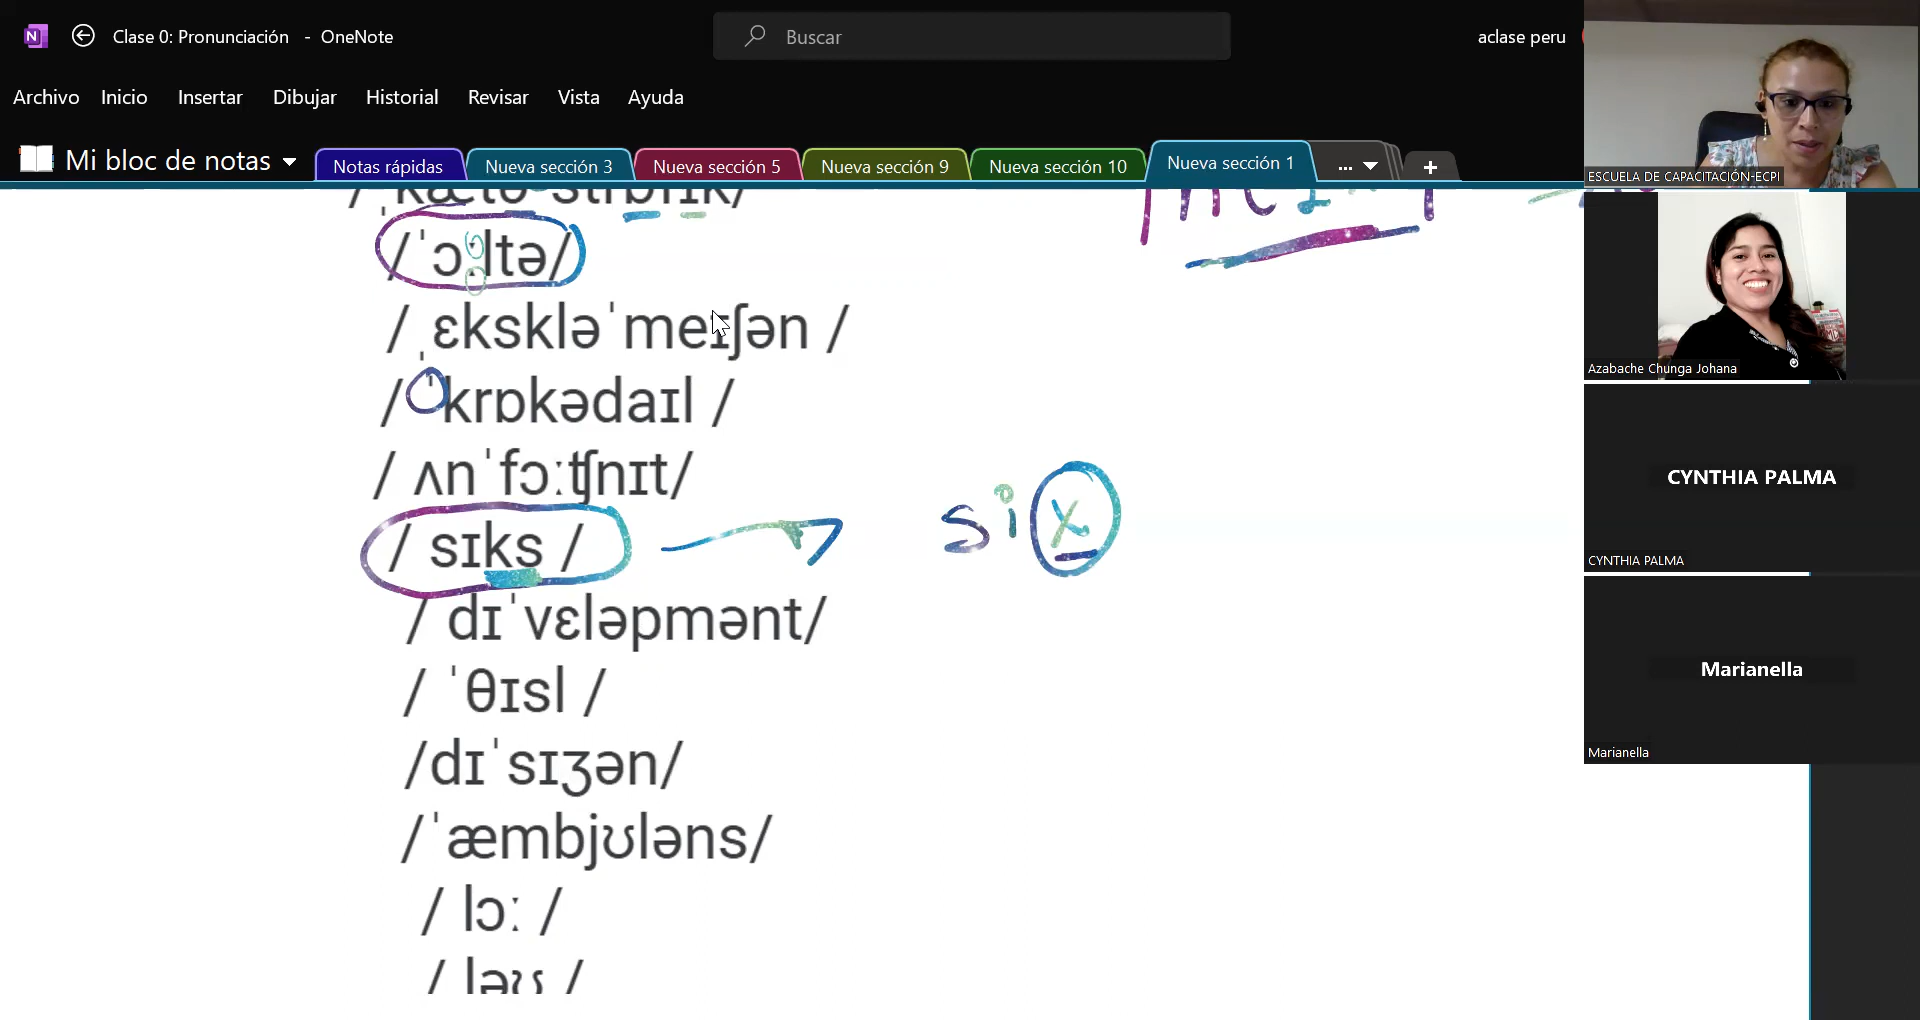 Clase 0: Pronunciación - OneNote
Buscar
aclase peru
Archivo Inicio Insertar Dibujar Historial Revisar Vista Ayuda
Mi bloc de notas
Notas rápidas Nueva sección 3 Nueva sección 5 Nueva sección 9 Nueva sección 10 Nueva sección 1 ... +
/ˈɔːltə/
/ ˌɛkskləˈmeɪʃən /
/ ˈkrɒkədaɪl /
/ ʌnˈfɔːʧnɪt/
/ sɪks / six
/ dɪˈvɛləpmənt/
/ ˈθɪsl /
/dɪˈsɪʒən/
/ˈæmbjʊləns/
/ lɔː /
/ ləʊ /
ESCUELA DE CAPACITACIÓN-ECPI
Azabache Chunga Johana
CYNTHIA PALMA
CYNTHIA PALMA
Marianella
Marianella